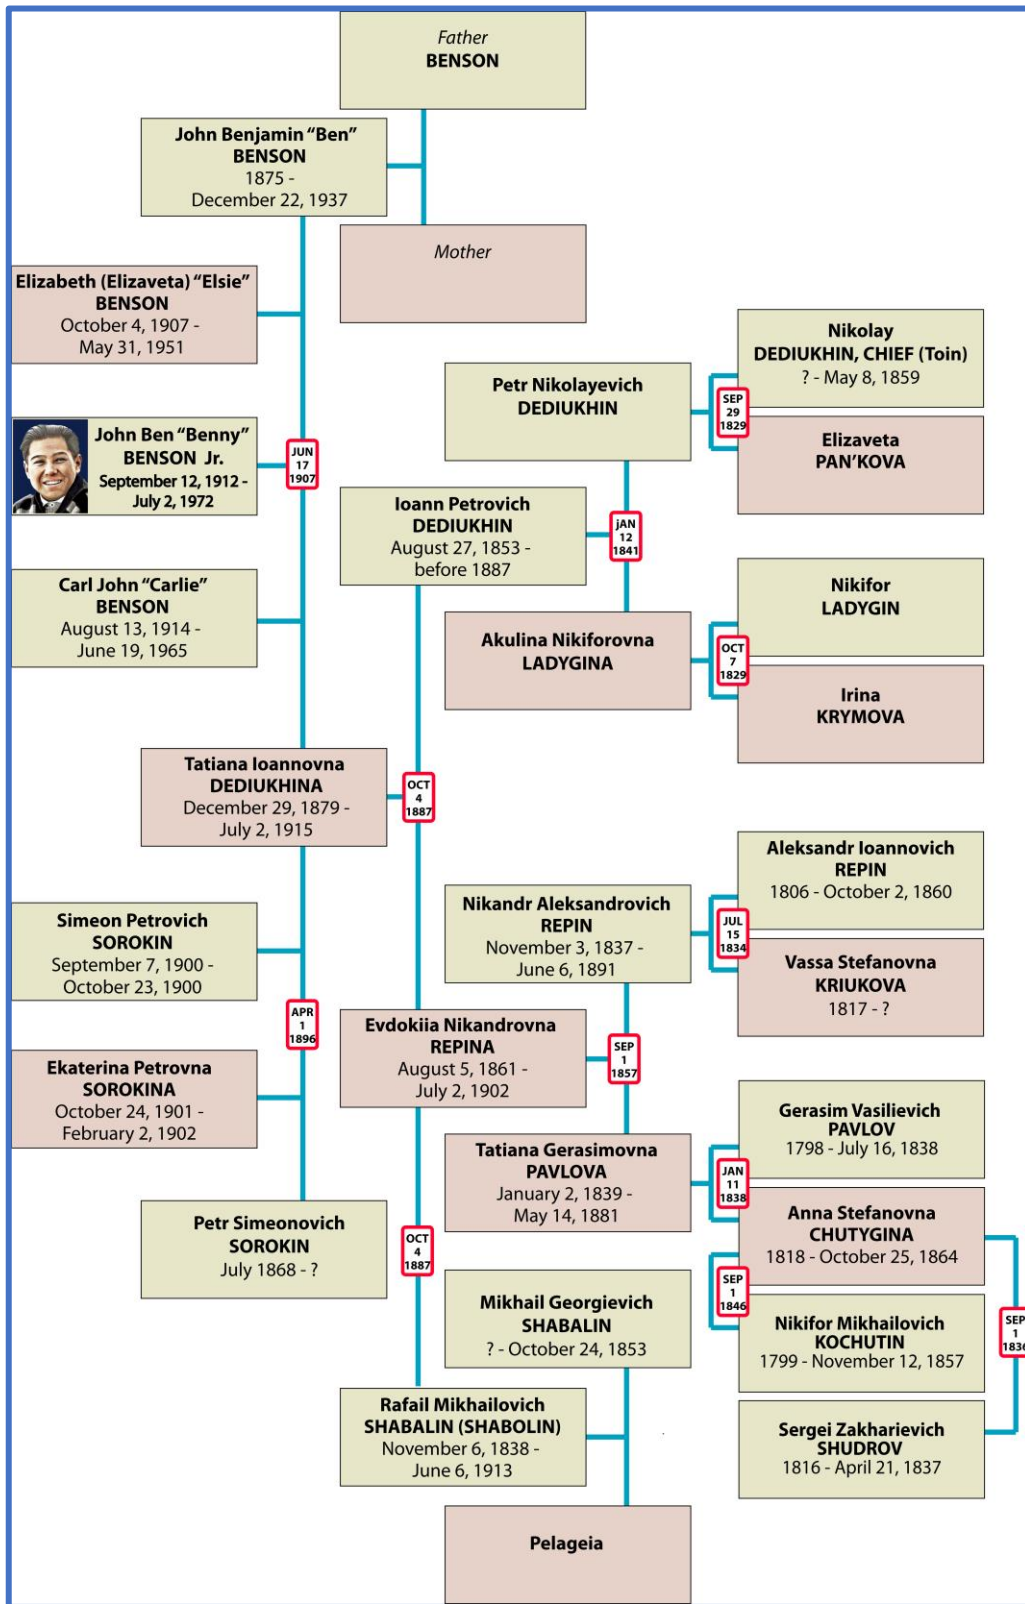 Father
BENSON
John Benjamin “Ben”
BENSON
1875 -
December 22, 1937
Mother
Elizabeth (Elizaveta) “Elsie”
BENSON
October 4, 1907 -
May 31, 1951
Nikolay
DEDIUKHIN, CHIEF (Toin)
? - May 8, 1859
Petr Nikolayevich
DEDIUKHIN
SEP
29
1829
Elizaveta
PAN’KOVA
John Ben “Benny”
BENSON Jr.
September 12, 1912 -
July 2, 1972
JUN
17
1907
Ioann Petrovich
DEDIUKHIN
August 27, 1853 -
before 1887
jAN
12
1841
Carl John “Carlie”
BENSON
August 13, 1914 -
June 19, 1965
Nikifor
LADYGIN
Akulina Nikiforovna
LADYGINA
OCT
7
1829
Irina
KRYMOVA
Tatiana Ioannovna
DEDIUKHINA
December 29, 1879 -
July 2, 1915
OCT
4
1887
Aleksandr Ioannovich
REPIN
1806 - October 2, 1860
Nikandr Aleksandrovich
REPIN
November 3, 1837 -
June 6, 1891
JUL
15
1834
Vassa Stefanovna
KRIUKOVA
1817 - ?
Simeon Petrovich
SOROKIN
September 7, 1900 -
October 23, 1900
APR
1
1896
Evdokiia Nikandrovna
REPINA
August 5, 1861 -
July 2, 1902
SEP
1
1857
Ekaterina Petrovna
SOROKINA
October 24, 1901 -
February 2, 1902
Gerasim Vasilievich
PAVLOV
1798 - July 16, 1838
Tatiana Gerasimovna
PAVLOVA
January 2, 1839 -
May 14, 1881
JAN
11
1838
Anna Stefanovna
CHUTYGINA
1818 - October 25, 1864
Petr Simeonovich
SOROKIN
July 1868 - ?
OCT
4
1887
Mikhail Georgievich
SHABALIN
? - October 24, 1853
SEP
1
1846
Nikifor Mikhailovich
KOCHUTIN
1799 - November 12, 1857
SEP
1
1836
Rafail Mikhailovich
SHABALIN (SHABOLIN)
November 6, 1838 -
June 6, 1913
Sergei Zakharievich
SHUDROV
1816 - April 21, 1837
Pelageia